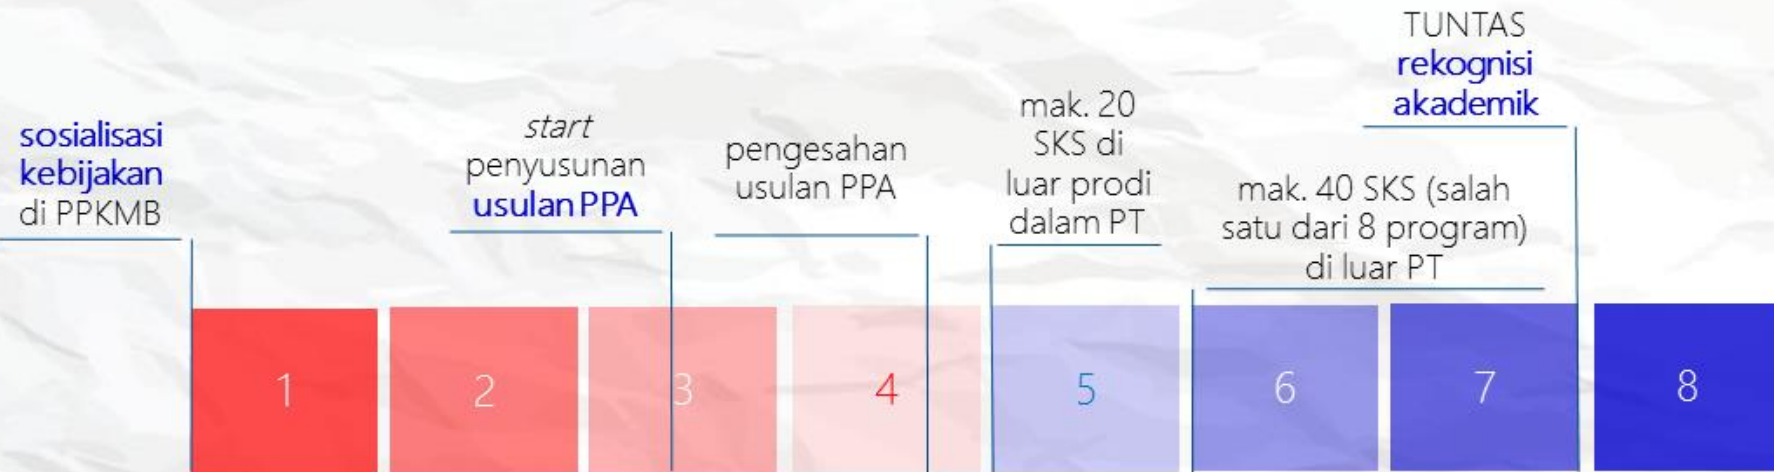 sosialisasi
kebijakan
di PPKMB
start
penyusunan
usulan PPA
pengesahan
usulan PPA
mak. 20
SKS di
luar prodi
dalam PT
mak. 40 SKS (salah
satu dari 8 program)
di luar PT
TUNTAS
rekognisi
akademik
1
2
3
4
5
6
7
8